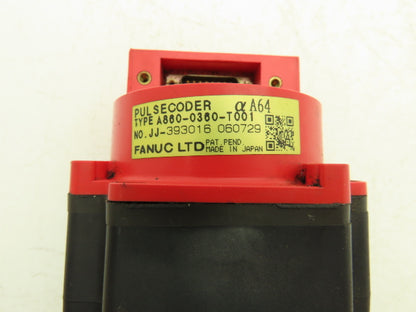 PULSECODER αA64
TYPE A860-0360-T001
NO. JJ-393016 060729
FANUC LTD PAT. PEND MADE IN JAPAN